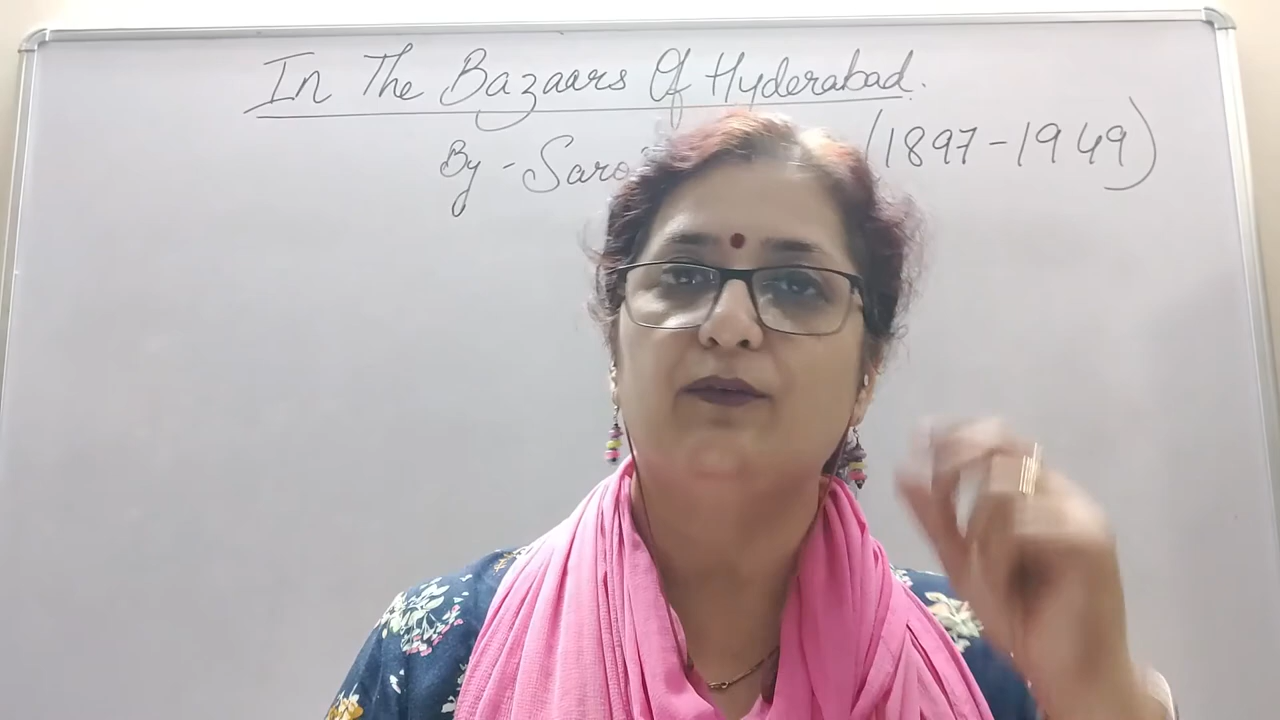 In The Bazaars Of Hyderabad.
By - Saro (1897-1949)